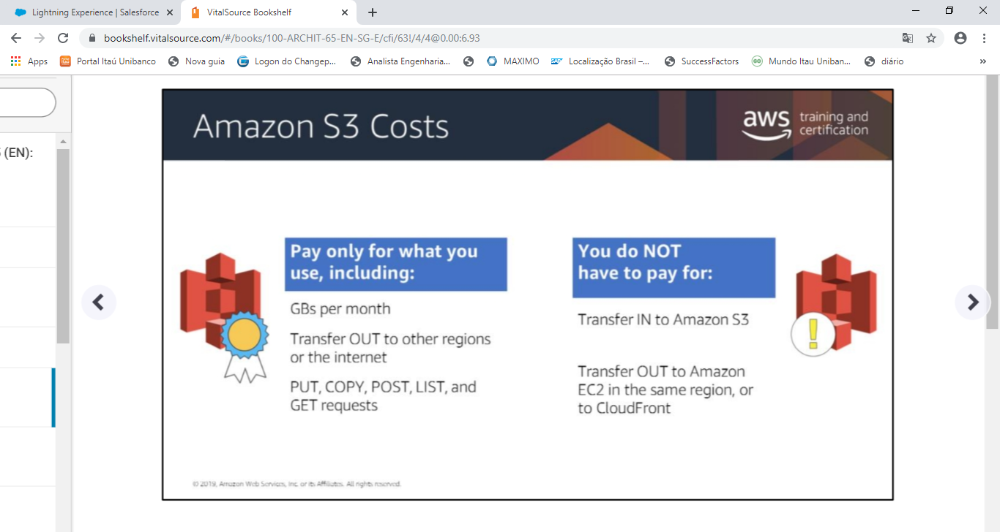 Lightning Experience | Salesforce
VitalSource Bookshelf
bookshelf.vitalsource.com/#/books/100-ARCHIT-65-EN-SG-E/cfi/63!/4/4@0.00:6.93
Apps
Portal Itaú Unibanco
Nova guia
Logon do Changep...
Analista Engenharia...
MAXIMO
Localização Brasil –...
SuccessFactors
Mundo Itau Uniban...
diário
»
(EN):
Amazon S3 Costs
aws training and
certification
Pay only for what you
use, including:
GBs per month
Transfer OUT to other regions
or the internet
PUT, COPY, POST, LIST, and
GET requests
You do NOT
have to pay for:
Transfer IN to Amazon S3
Transfer OUT to Amazon
EC2 in the same region, or
to CloudFront
© 2019, Amazon Web Services, Inc. or its Affiliates. All rights reserved.